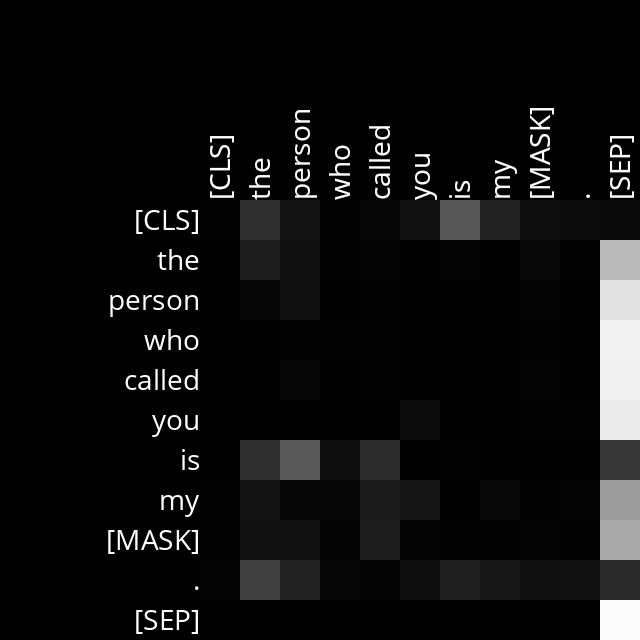 [CLS] the person who called you is my [MASK] . [SEP]
[CLS]
the
person
who
called
you
is
my
[MASK]
.
[SEP]